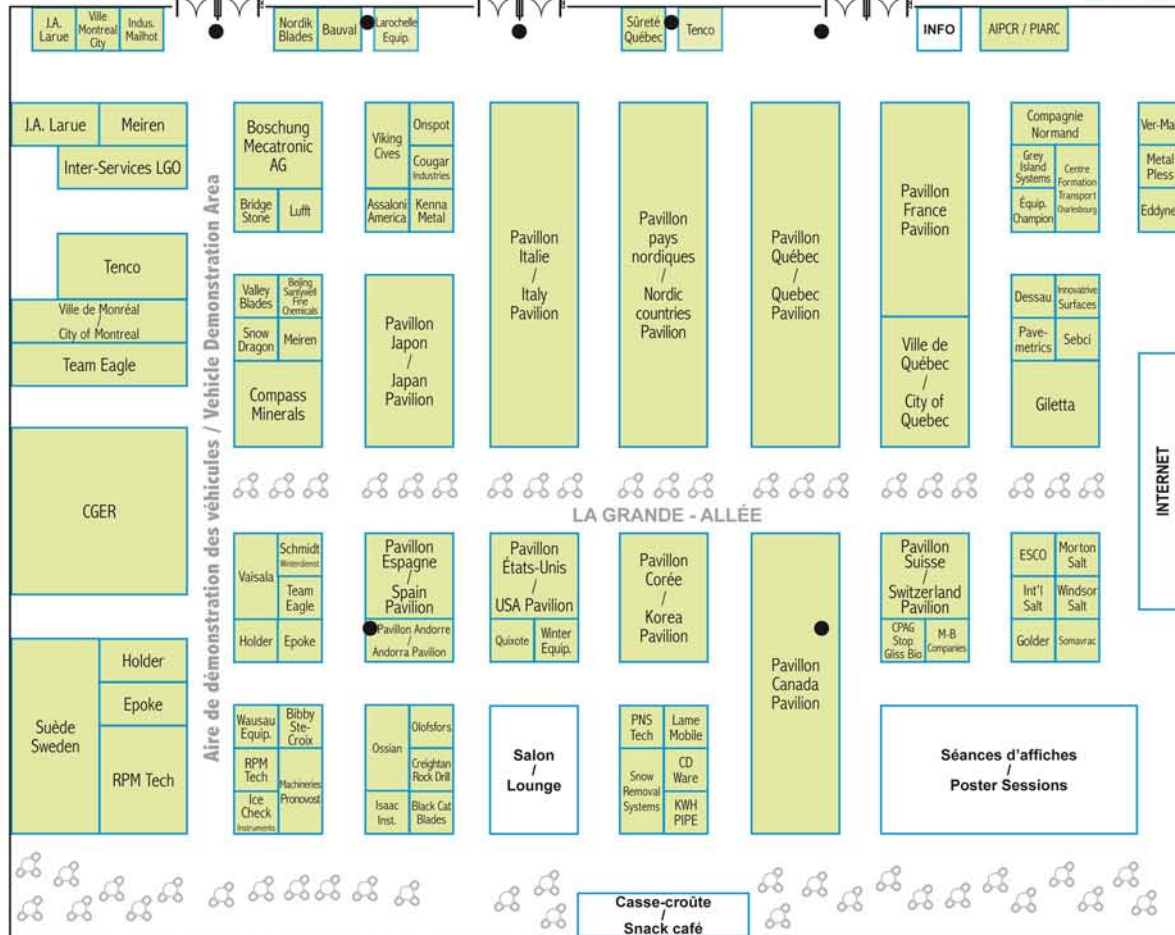 J.A.
Larue
Ville
Montreal
City
Indus.
Mailhot
Nordik
Blades
Bauval
Larochelle
Equip.
Sûreté
Québec
Tenco
INFO
AIPCR / PIARC
J.A. Larue
Meiren
Inter-Services LGO
Boschung
Mecatronic
AG
Bridge
Stone
Lufft
Viking
Cives
Onspot
Cougar
Industries
Assaloni
America
Kenna
Metal
Pavillon
Italie
/
Italy
Pavilion
Pavillon
pays
nordiques
/
Nordic
countries
Pavilion
Pavillon
Québec
/
Quebec
Pavilion
Pavillon
France
Pavilion
Compagnie
Normand
Grey
Island
Systems
Centre
Formation
Transport
Charlesbourg
Équip.
Champion
Ver-Ma
Metal
Pless
Eddyne
Tenco
Ville de Monréal
/
City of Montreal
Team Eagle
Aire de démonstration des véhicules / Vehicle Demonstration Area
Valley
Blades
Beijing
Santywell
Fine
Chemicals
Snow
Dragon
Meiren
Compass
Minerals
Pavillon
Japon
/
Japan
Pavilion
Ville de
Québec
/
City of
Quebec
Dessau
Innovatrive
Surfaces
Pave-
metrics
Sebci
Giletta
INTERNET
CGER
LA GRANDE - ALLÉE
Vaisala
Schmidt
Winterdienst
Team
Eagle
Holder
Epoke
Pavillon
Espagne
/
Spain
Pavilion
Pavillon Andorre
/
Andorra Pavilion
Pavillon
États-Unis
/
USA Pavilion
Quixote
Winter
Equip.
Pavillon
Corée
/
Korea
Pavilion
Pavillon
Canada
Pavilion
Pavillon
Suisse
/
Switzerland
Pavilion
CPAG
Stop
Gliss Bio
M-B
Companies
ESCO
Morton
Salt
Int'l
Salt
Windsor
Salt
Golder
Somavrac
Suède
Sweden
Holder
Epoke
RPM Tech
Wausau
Equip.
Bibby
Ste-
Croix
RPM
Tech
Machineries
Pronovost
Ice
Check
Instruments
Ossian
Olofsfors
Creightan
Rock Drill
Isaac
Inst.
Black Cat
Blades
Salon
/
Lounge
PNS
Tech
Lame
Mobile
Snow
Removal
Systems
CD
Ware
KWH
PIPE
Séances d'affiches
/
Poster Sessions
Casse-croûte
/
Snack café